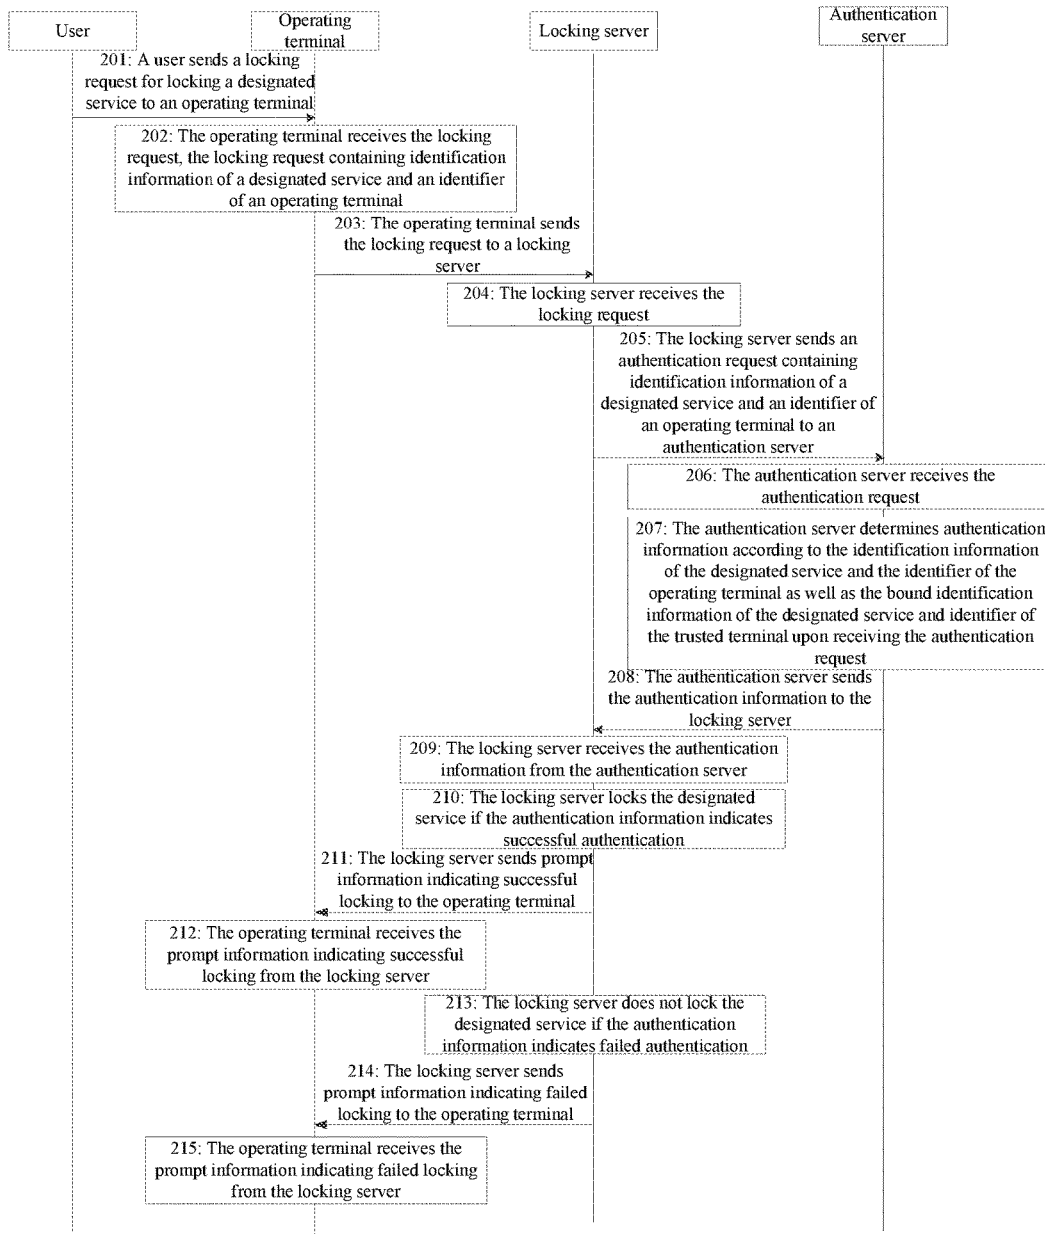 User
Operating
terminal
Locking server
Authentication
server
201: A user sends a locking
request for locking a designated
service to an operating terminal
202: The operating terminal receives the locking
request, the locking request containing identification
information of a designated service and an identifier
of an operating terminal
203: The operating terminal sends
the locking request to a locking
server
204: The locking server receives the
locking request
205: The locking server sends an
authentication request containing
identification information of a
designated service and an identifier of
an operating terminal to an
authentication server
206: The authentication server receives the
authentication request
207: The authentication server determines authentication
information according to the identification information
of the designated service and the identifier of the
operating terminal as well as the bound identification
information of the designated service and identifier of
the trusted terminal upon receiving the authentication
request
208: The authentication server sends
the authentication information to the
locking server
209: The locking server receives the authentication
information from the authentication server
210: The locking server locks the designated
service if the authentication information indicates
successful authentication
211: The locking server sends prompt
information indicating successful
locking to the operating terminal
212: The operating terminal receives the
prompt information indicating successful
locking from the locking server
213: The locking server does not lock the
designated service if the authentication
information indicates failed authentication
214: The locking server sends
prompt information indicating failed
locking to the operating terminal
215: The operating terminal receives the
prompt information indicating failed locking
from the locking server